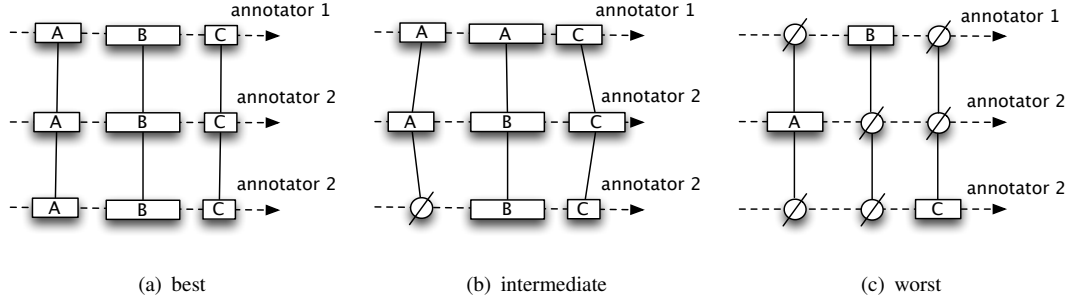 annotator 1
A B C
annotator 2
A B C
annotator 2
A B C
(a) best
annotator 1
A A C
annotator 2
A B C
annotator 2
∅ B C
(b) intermediate
annotator 1
∅ B ∅
annotator 2
A ∅ ∅
annotator 2
∅ ∅ C
(c) worst